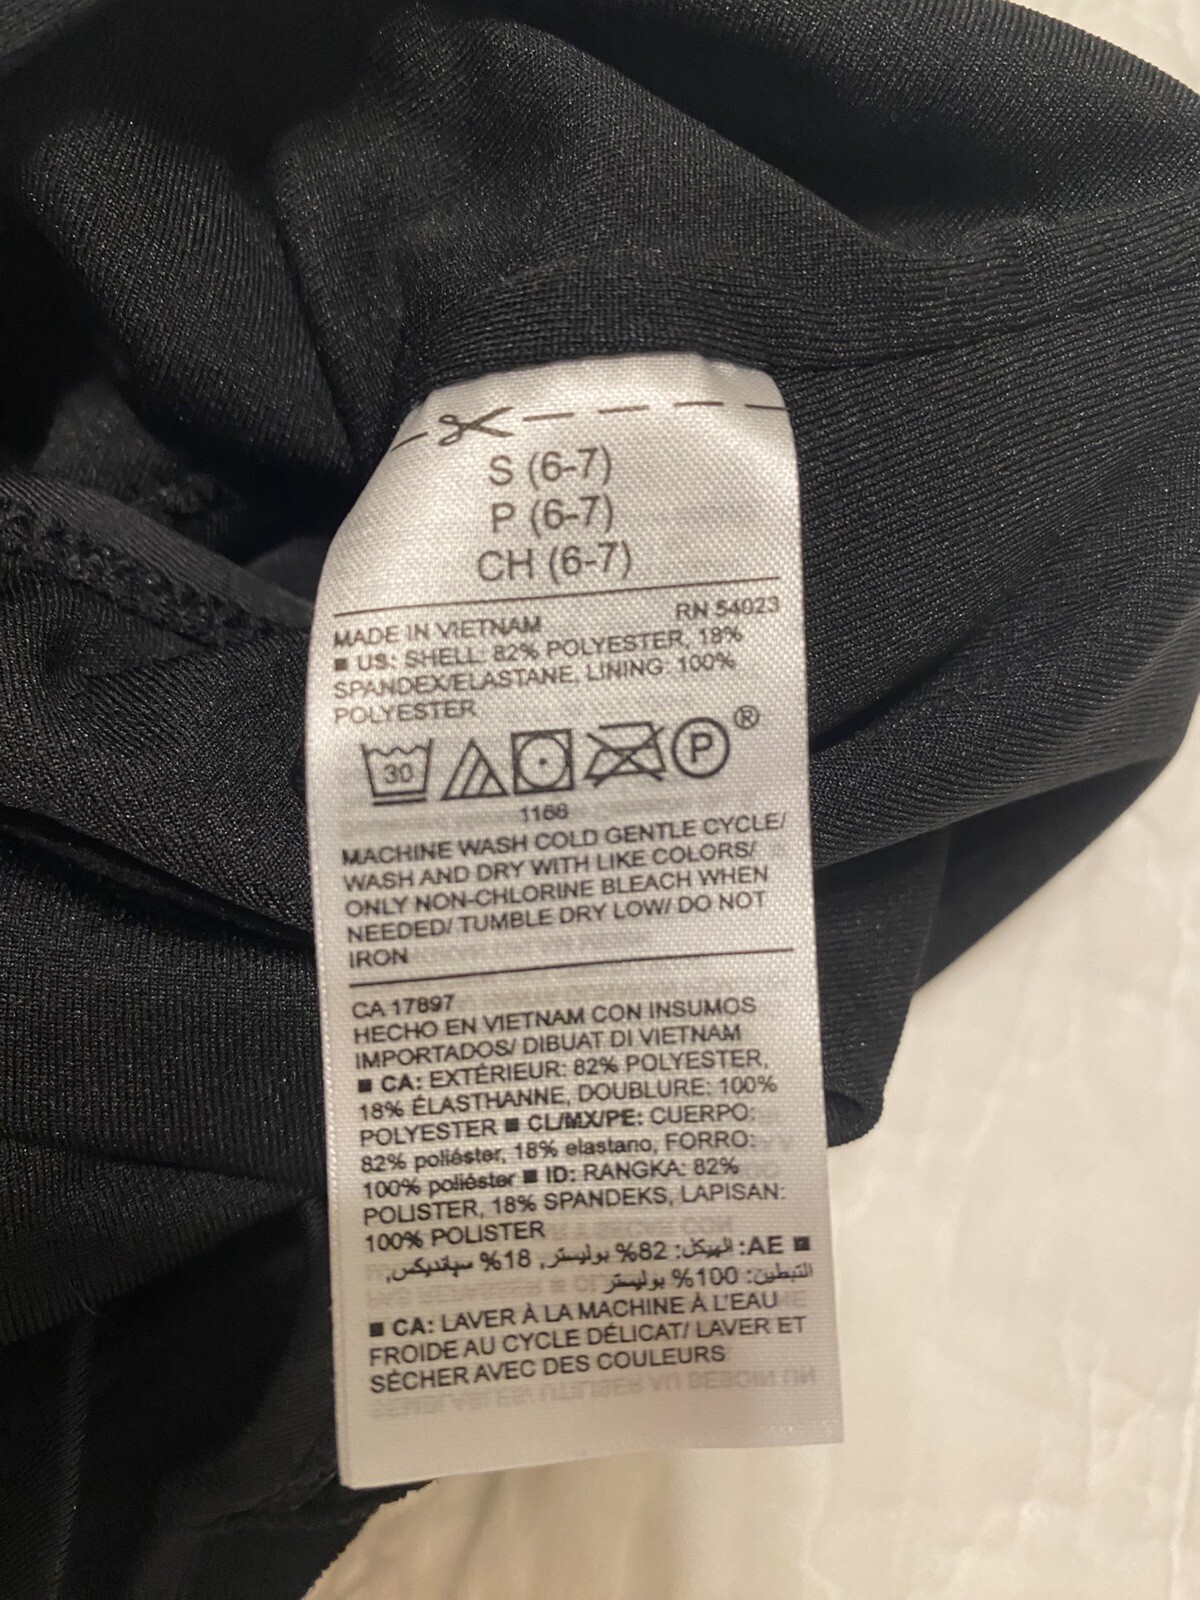 S (6-7)
P (6-7)
CH (6-7)
MADE IN VIETNAM RN 54023
■ US: SHELL: 82% POLYESTER, 18%
SPANDEX/ELASTANE, LINING: 100%
POLYESTER
30 P ®
1166
MACHINE WASH COLD GENTLE CYCLE/
WASH AND DRY WITH LIKE COLORS/
ONLY NON-CHLORINE BLEACH WHEN
NEEDED/ TUMBLE DRY LOW/ DO NOT
IRON
CA 17897
HECHO EN VIETNAM CON INSUMOS
IMPORTADOS/ DIBUAT DI VIETNAM
■ CA: EXTÉRIEUR: 82% POLYESTER,
18% ÉLASTHANNE, DOUBLURE: 100%
POLYESTER ■ CL/MX/PE: CUERPO:
82% poliéster, 18% elastano, FORRO:
100% poliéster ■ ID: RANGKA: 82%
POLISTER, 18% SPANDEKS, LAPISAN:
100% POLISTER
■ AE: الهيكل: 82% بوليستر, 18% سباندیکس,
التبطين: 100% بوليستر
■ CA: LAVER À LA MACHINE À L'EAU
FROIDE AU CYCLE DÉLICAT/ LAVER ET
SÉCHER AVEC DES COULEURS